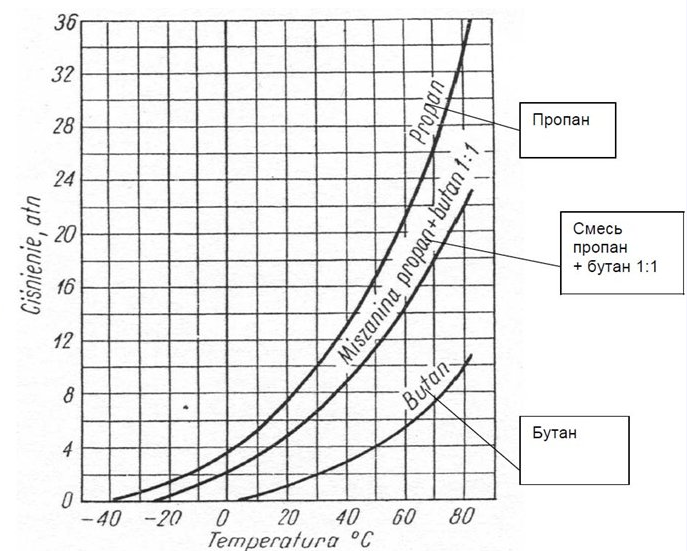 36
32
28
24
20
16
12
8
4
0
Ciśnienie, atn
-40
-20
0
20
40
60
80
Temperatura °C
Propan
Miszanina propan+butan 1:1
Butan
Пропан
Смесь
пропан
+ бутан 1:1
Бутан